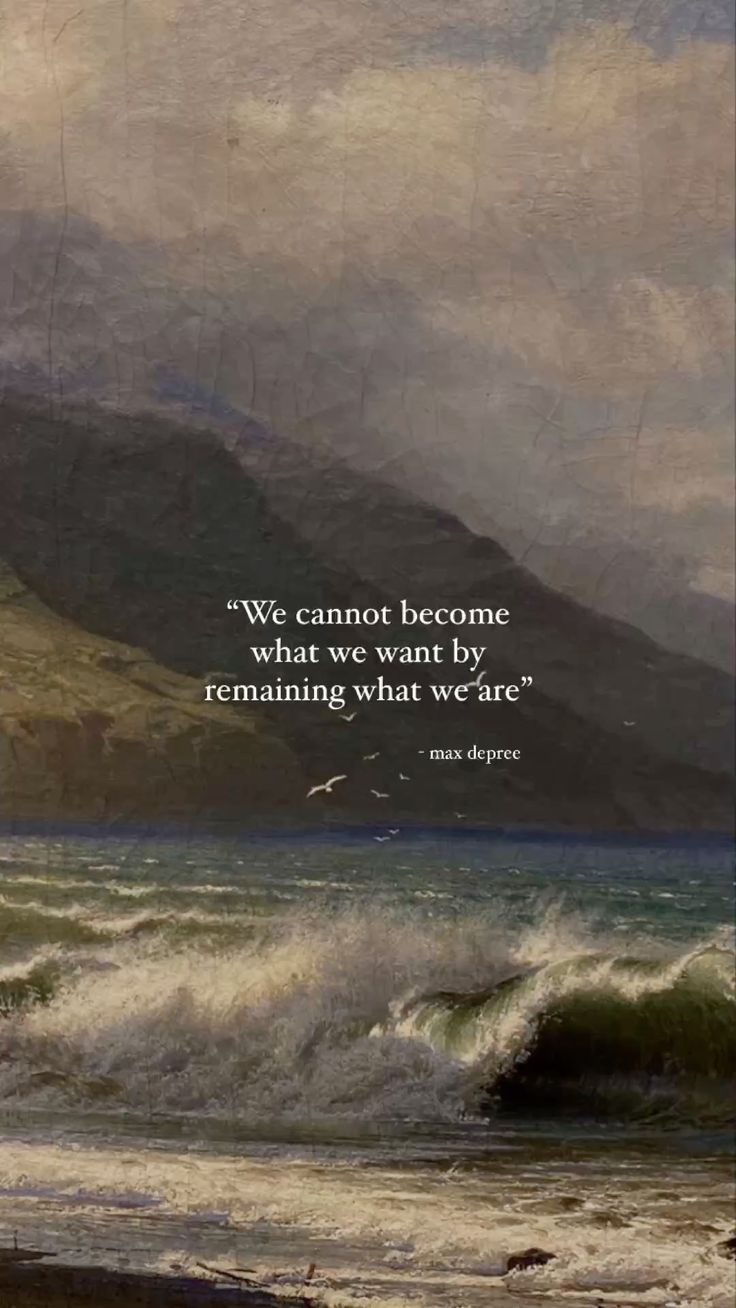 “We cannot become
what we want by
remaining what we are”
- max depree